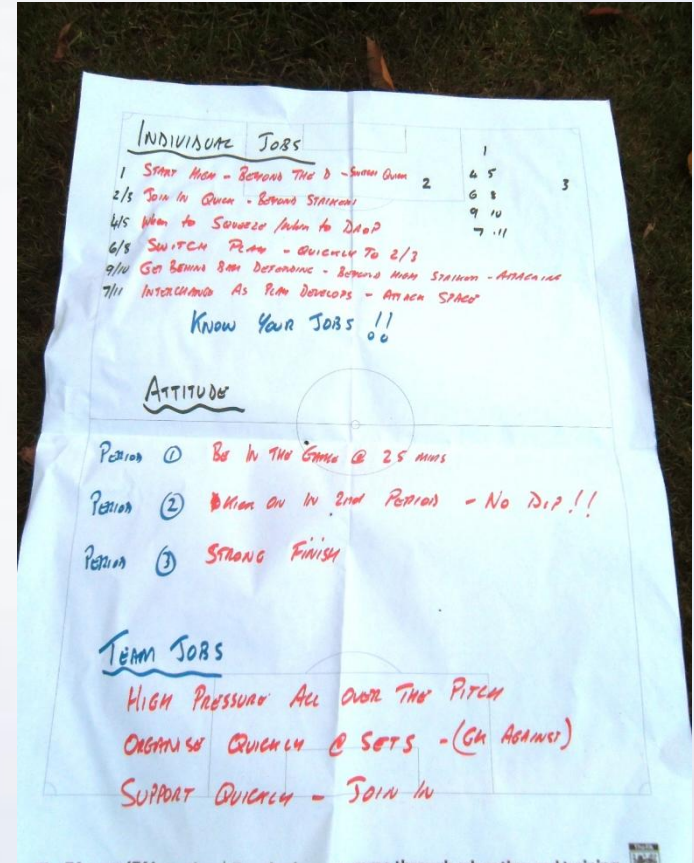 INDIVIDUAL JOBS
1 START HIGH - BEYOND THE D - SWEEP QUICK
2/3 JOIN IN QUICK - BEYOND STRIKERS
4/5 WHEN TO SQUEEZE / WHEN TO DROP
6/8 SWITCH PLAY - QUICKLY TO 2/3
9/10 GET BEHIND BALL DEFENDING - BEYOND HIGH STRIKER - ATTACKING
7/11 INTERCHANGE AS PLAY DEVELOPS - ATTACK SPACE
1
2 4 5 3
6 8
9 10
7 · 11
KNOW YOUR JOBS !!
ATTITUDE
PERIOD 1 BE IN THE GAME @ 25 MINS
PERIOD 2 KICK ON IN 2nd PERIOD - NO DIP!!
PERIOD 3 STRONG FINISH
TEAM JOBS
HIGH PRESSURE ALL OVER THE PITCH
ORGANISE QUICKLY @ SETS - (GK AGAINST)
SUPPORT QUICKLY - JOIN IN